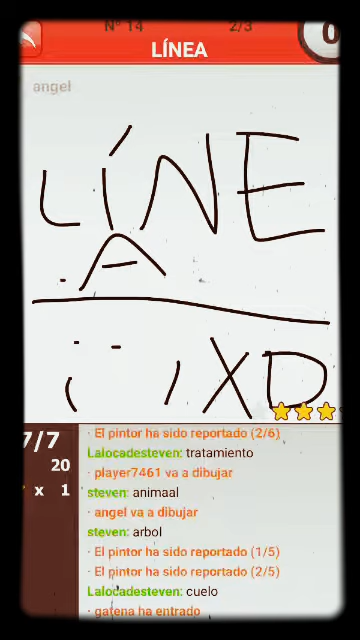 Nº 14
2/3
0
LÍNEA
angel
LÍNE
A
XD
7/7
20
x 1
· El pintor ha sido reportado (2/6)
Lalocadesteven: tratamiento
· player7461 va a dibujar
steven: animaal
· angel va a dibujar
steven: arbol
· El pintor ha sido reportado (1/5)
· El pintor ha sido reportado (2/5)
Lalocadesteven: cuelo
· gatena ha entrado